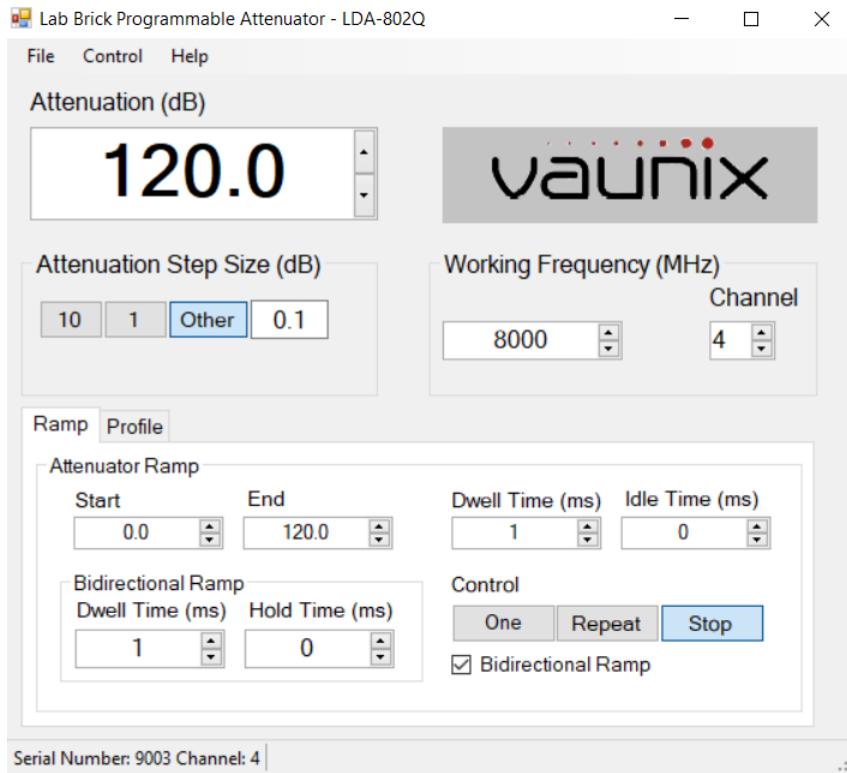 Lab Brick Programmable Attenuator - LDA-802Q
File Control Help
Attenuation (dB)
120.0
vaunix
Attenuation Step Size (dB)
10 1 Other 0.1
Working Frequency (MHz)
Channel
8000 4
Ramp Profile
Attenuator Ramp
Start End Dwell Time (ms) Idle Time (ms)
0.0 120.0 1 0
Bidirectional Ramp
Dwell Time (ms) Hold Time (ms)
1 0
Control
One Repeat Stop
Bidirectional Ramp
Serial Number: 9003 Channel: 4